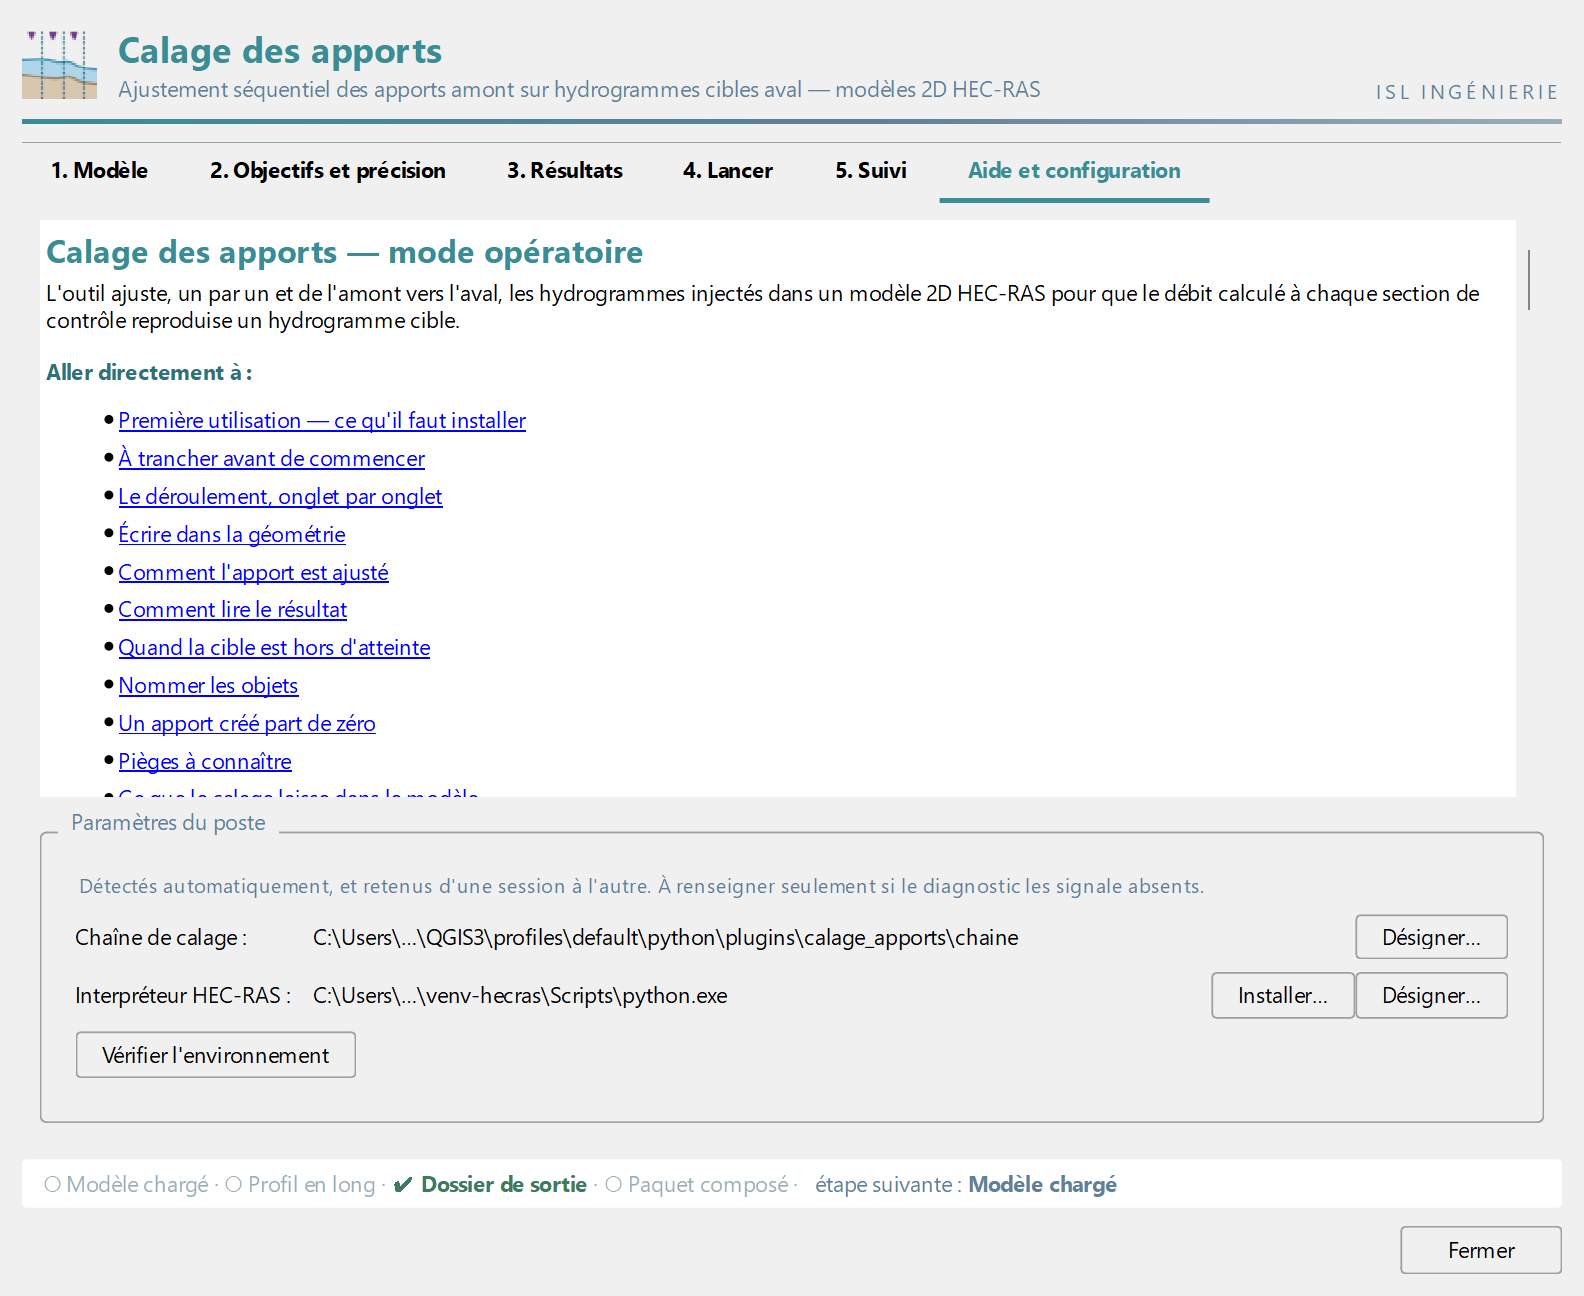 Calage des apports
Ajustement séquentiel des apports amont sur hydrogrammes cibles aval — modèles 2D HEC-RAS
ISL INGÉNIERIE
1. Modèle
2. Objectifs et précision
3. Résultats
4. Lancer
5. Suivi
Aide et configuration
Calage des apports — mode opératoire
L'outil ajuste, un par un et de l'amont vers l'aval, les hydrogrammes injectés dans un modèle 2D HEC-RAS pour que le débit calculé à chaque section de
contrôle reproduise un hydrogramme cible.
Aller directement à :
Première utilisation — ce qu'il faut installer
À trancher avant de commencer
Le déroulement, onglet par onglet
Écrire dans la géométrie
Comment l'apport est ajusté
Comment lire le résultat
Quand la cible est hors d'atteinte
Nommer les objets
Un apport créé part de zéro
Pièges à connaître
Ce que le calage laisse dans le modèle
Paramètres du poste
Détectés automatiquement, et retenus d'une session à l'autre. À renseigner seulement si le diagnostic les signale absents.
Chaîne de calage : C:\Users\...\QGIS3\profiles\default\python\plugins\calage_apports\chaine Désigner...
Interpréteur HEC-RAS : C:\Users\...\venv-hecras\Scripts\python.exe Installer... Désigner...
Vérifier l'environnement
○ Modèle chargé · ○ Profil en long · ✔ Dossier de sortie · ○ Paquet composé · étape suivante : Modèle chargé
Fermer